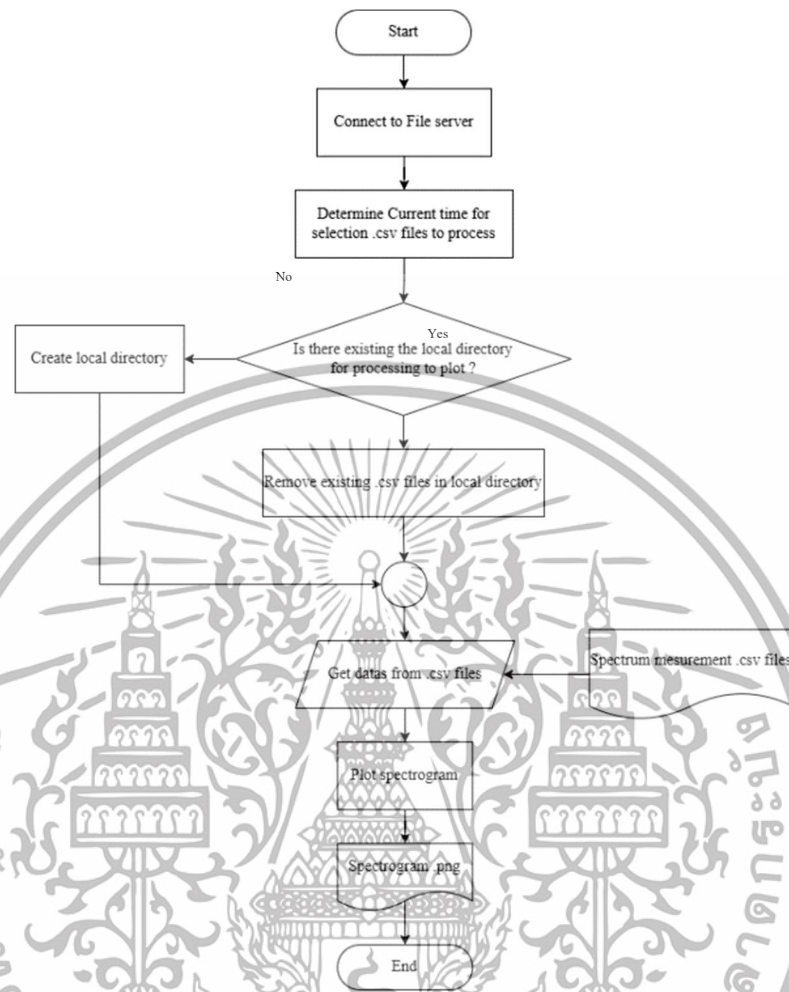 Start
Connect to File server
Determine Current time for
selection .csv files to process
No
Yes
Is there existing the local directory
for processing to plot ?
Create local directory
Remove existing .csv files in local directory
Get datas from .csv files
Spectrum mesurement .csv files
Plot spectrogram
Spectrogram .png
End